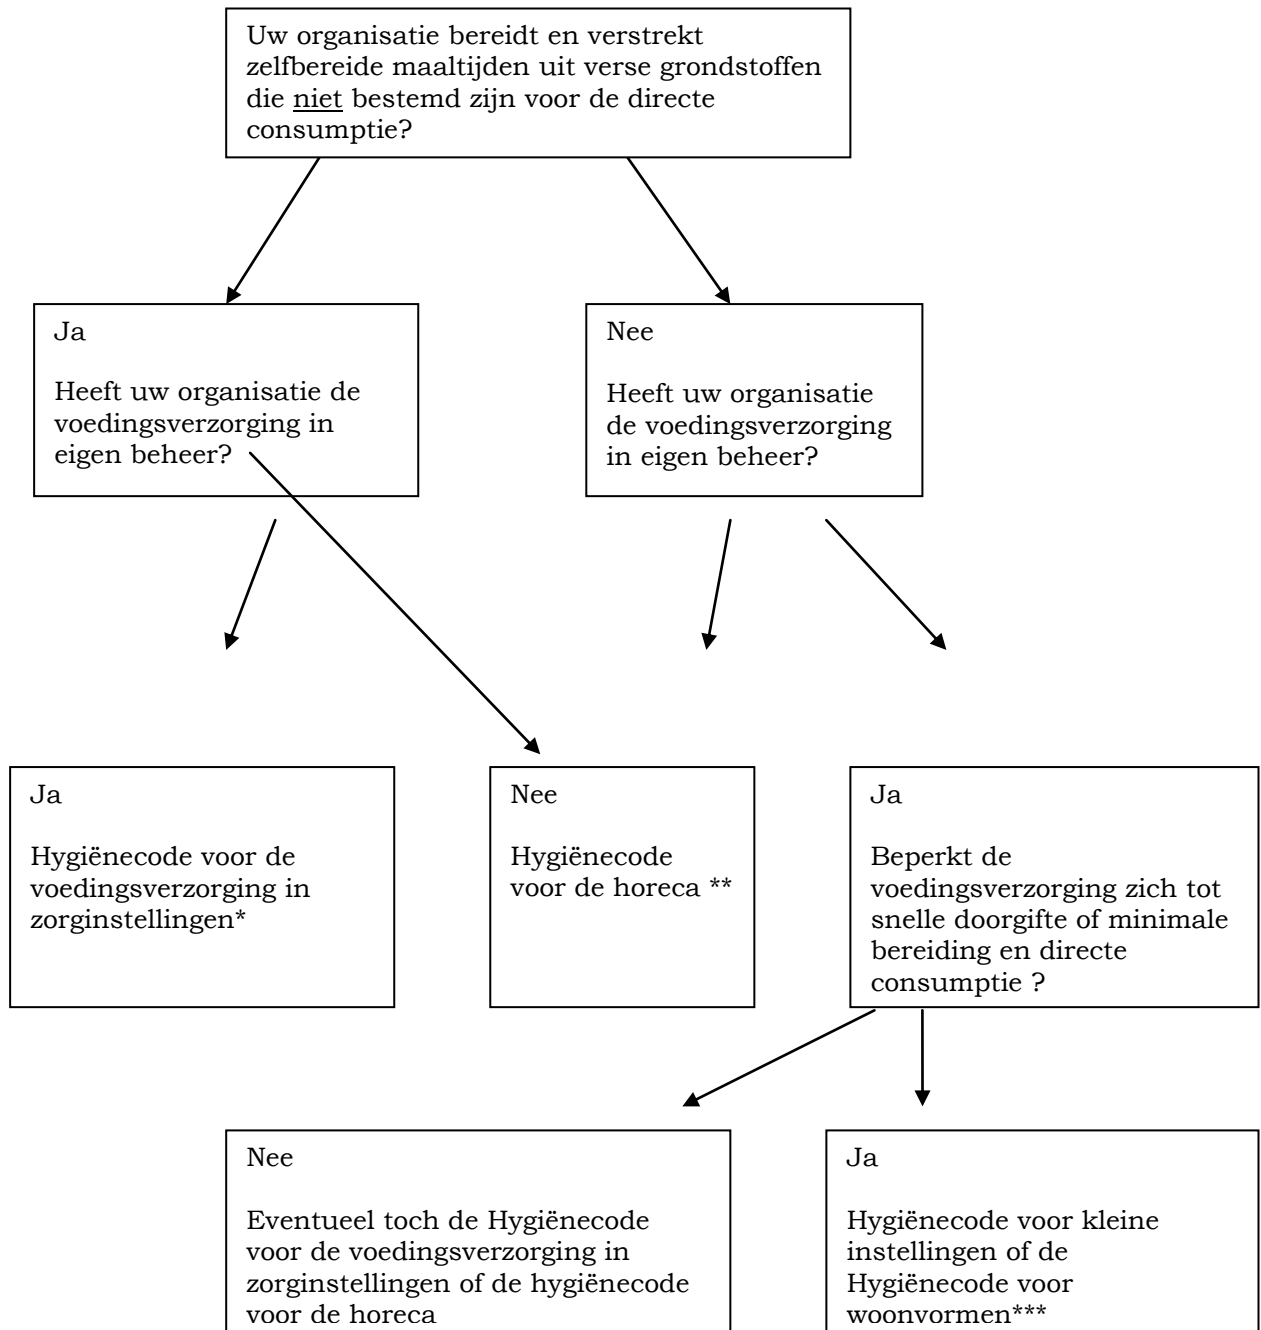 Uw organisatie bereidt en verstrekt
zelfbereide maaltijden uit verse grondstoffen
die niet bestemd zijn voor de directe
consumptie?
Ja
Heeft uw organisatie de
voedingsverzorging in
eigen beheer?
Nee
Heeft uw organisatie
de voedingsverzorging
in eigen beheer?
Ja
Hygiënecode voor de
voedingsverzorging in
zorginstellingen*
Nee
Hygiënecode
voor de horeca **
Ja
Beperkt de
voedingsverzorging zich tot
snelle doorgifte of minimale
bereiding en directe
consumptie ?
Nee
Eventueel toch de Hygiënecode
voor de voedingsverzorging in
zorginstellingen of de hygiënecode
voor de horeca
Ja
Hygiënecode voor kleine
instellingen of de
Hygiënecode voor
woonvormen***